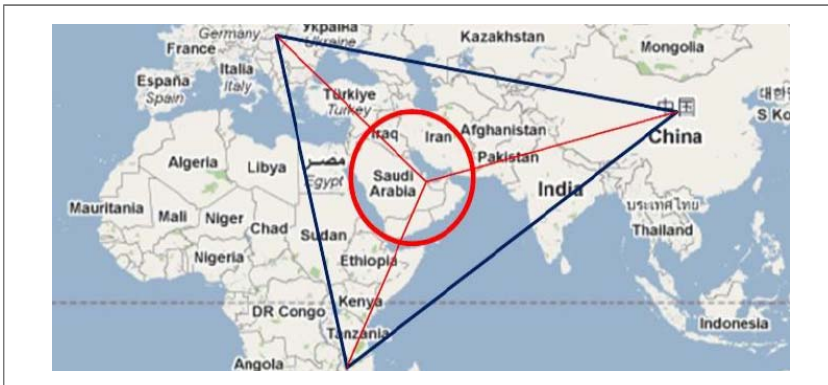 Germany
Україна
Ukraine
France
Kazakhstan
Mongolia
Italia
Italy
España
Spain
Türkiye
Turkey
中国
China
대한
S Ko
Iraq
Iran
Afghanistan
Pakistan
Algeria
Libya
مصر
Egypt
Saudi
Arabia
India
ประเทศไทย
Thailand
Mauritania
Mali
Niger
Chad
Sudan
Nigeria
Ethiopia
Kenya
DR Congo
Tanzania
Indonesia
Angola